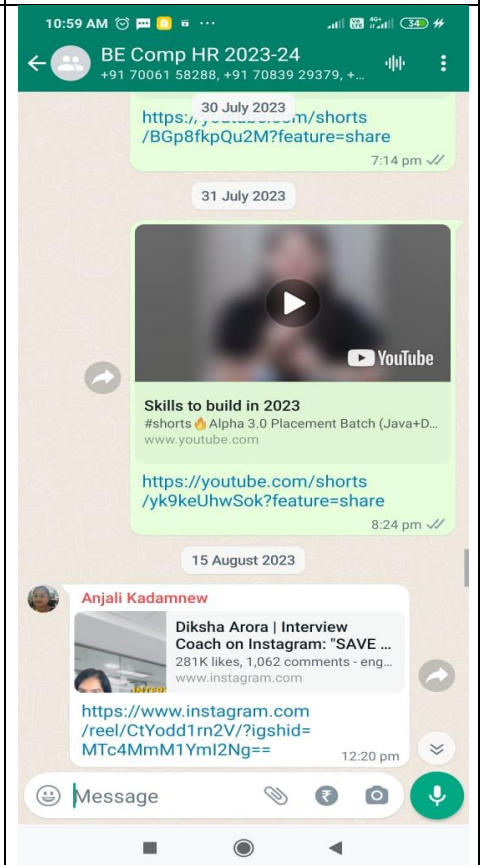 10:59 AM
4G+
34
BE Comp HR 2023-24
+91 70061 58288, +91 70839 29379, +...
30 July 2023
/BGp8fkpQu2M?feature=share
7:14 pm
31 July 2023
YouTube
Skills to build in 2023
#shorts🔥Alpha 3.0 Placement Batch (Java+D...
www.youtube.com
https://youtube.com/shorts
/yk9keUhwSok?feature=share
8:24 pm
15 August 2023
Anjali Kadamnew
Diksha Arora | Interview
Coach on Instagram: "SAVE ...
281K likes, 1,062 comments - eng...
www.instagram.com
https://www.instagram.com
/reel/CtYodd1rn2V/?igshid=
MTc4MmM1YmI2Ng==
12:20 pm
Message